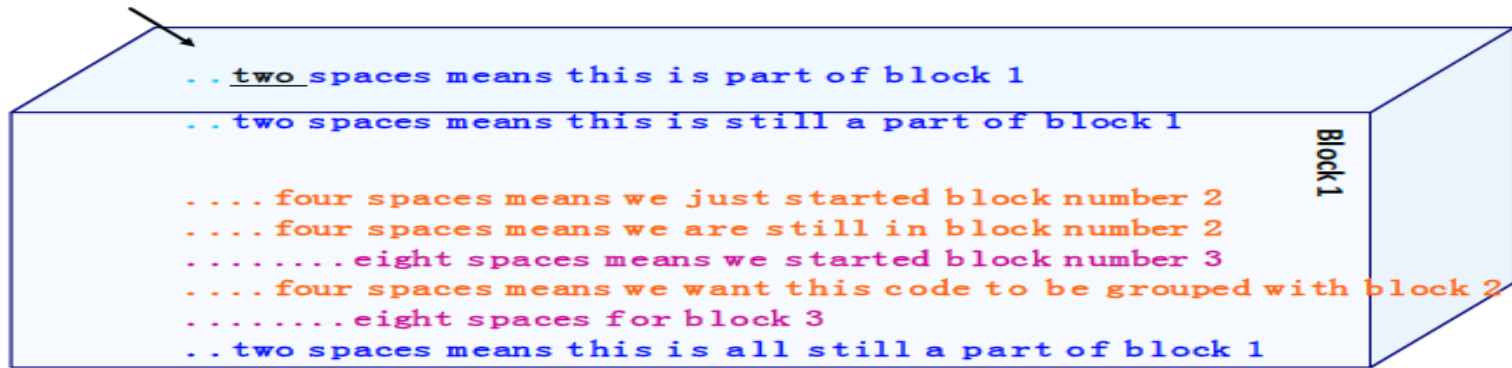 ..two spaces means this is part of block 1
..two spaces means this is still a part of block 1
Block 1
....four spaces means we just started block number 2
....four spaces means we are still in block number 2
........eight spaces means we started block number 3
....four spaces means we want this code to be grouped with block 2
........eight spaces for block 3
..two spaces means this is all still a part of block 1